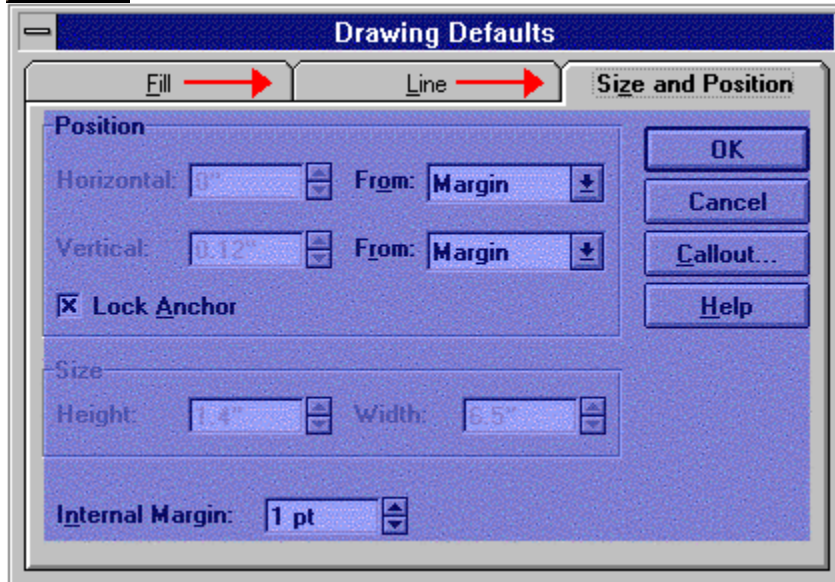 Drawing Defaults
Fill Line Size and Position
Position
Horizontal: 0" From: Margin
Vertical: 0.12" From: Margin
Lock Anchor
OK
Cancel
Callout...
Help
Size
Height: 1.4" Width: 6.5"
Internal Margin: 1 pt